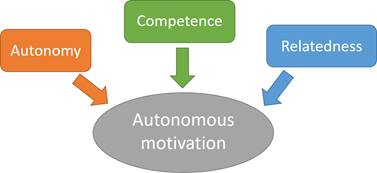 Competence
Autonomy
Relatedness
Autonomous
motivation